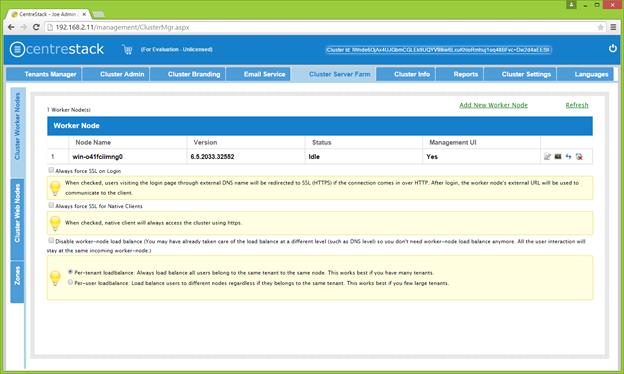 CentreStack - Joe Admin
192.168.2.11/management/ClusterMgr.aspx
centrestack
(For Evaluation - Unlicensed)
Cluster Id:
Tenants Manager
Cluster Admin
Cluster Branding
Email Service
Cluster Server Farm
Cluster Info
Reports
Cluster Settings
Languages
Cluster Worker Nodes
Cluster Web Nodes
Zones
1 Worker Node(s)
Add New Worker Node
Refresh
Worker Node
Node Name Version Status Management UI
1 win-o41fciimng0 6.5.2033.32552 Idle Yes
Always force SSL on Login
When checked, users visiting the login page through external DNS name will be redirected to SSL (HTTPS) if the connection comes in over HTTP. After login, the worker node's external URL will be used to
communicate to the client.
Always force SSL for Native Clients
When checked, native client will always access the cluster using https.
Disable worker-node load balance (You may have already taken care of the load balance at a different level (such as DNS level) so you don't need worker-node load balance anymore. All the user interaction will
stay at the same incoming worker-node.)
Per-tenant loadbalance: Always load balance all users belong to the same tenant to the same node. This works best if you have many tenants.
Per-user loadbalance: Load balance users to different nodes regardless if they belongs to the same tenant. This works best if you few large tenants.